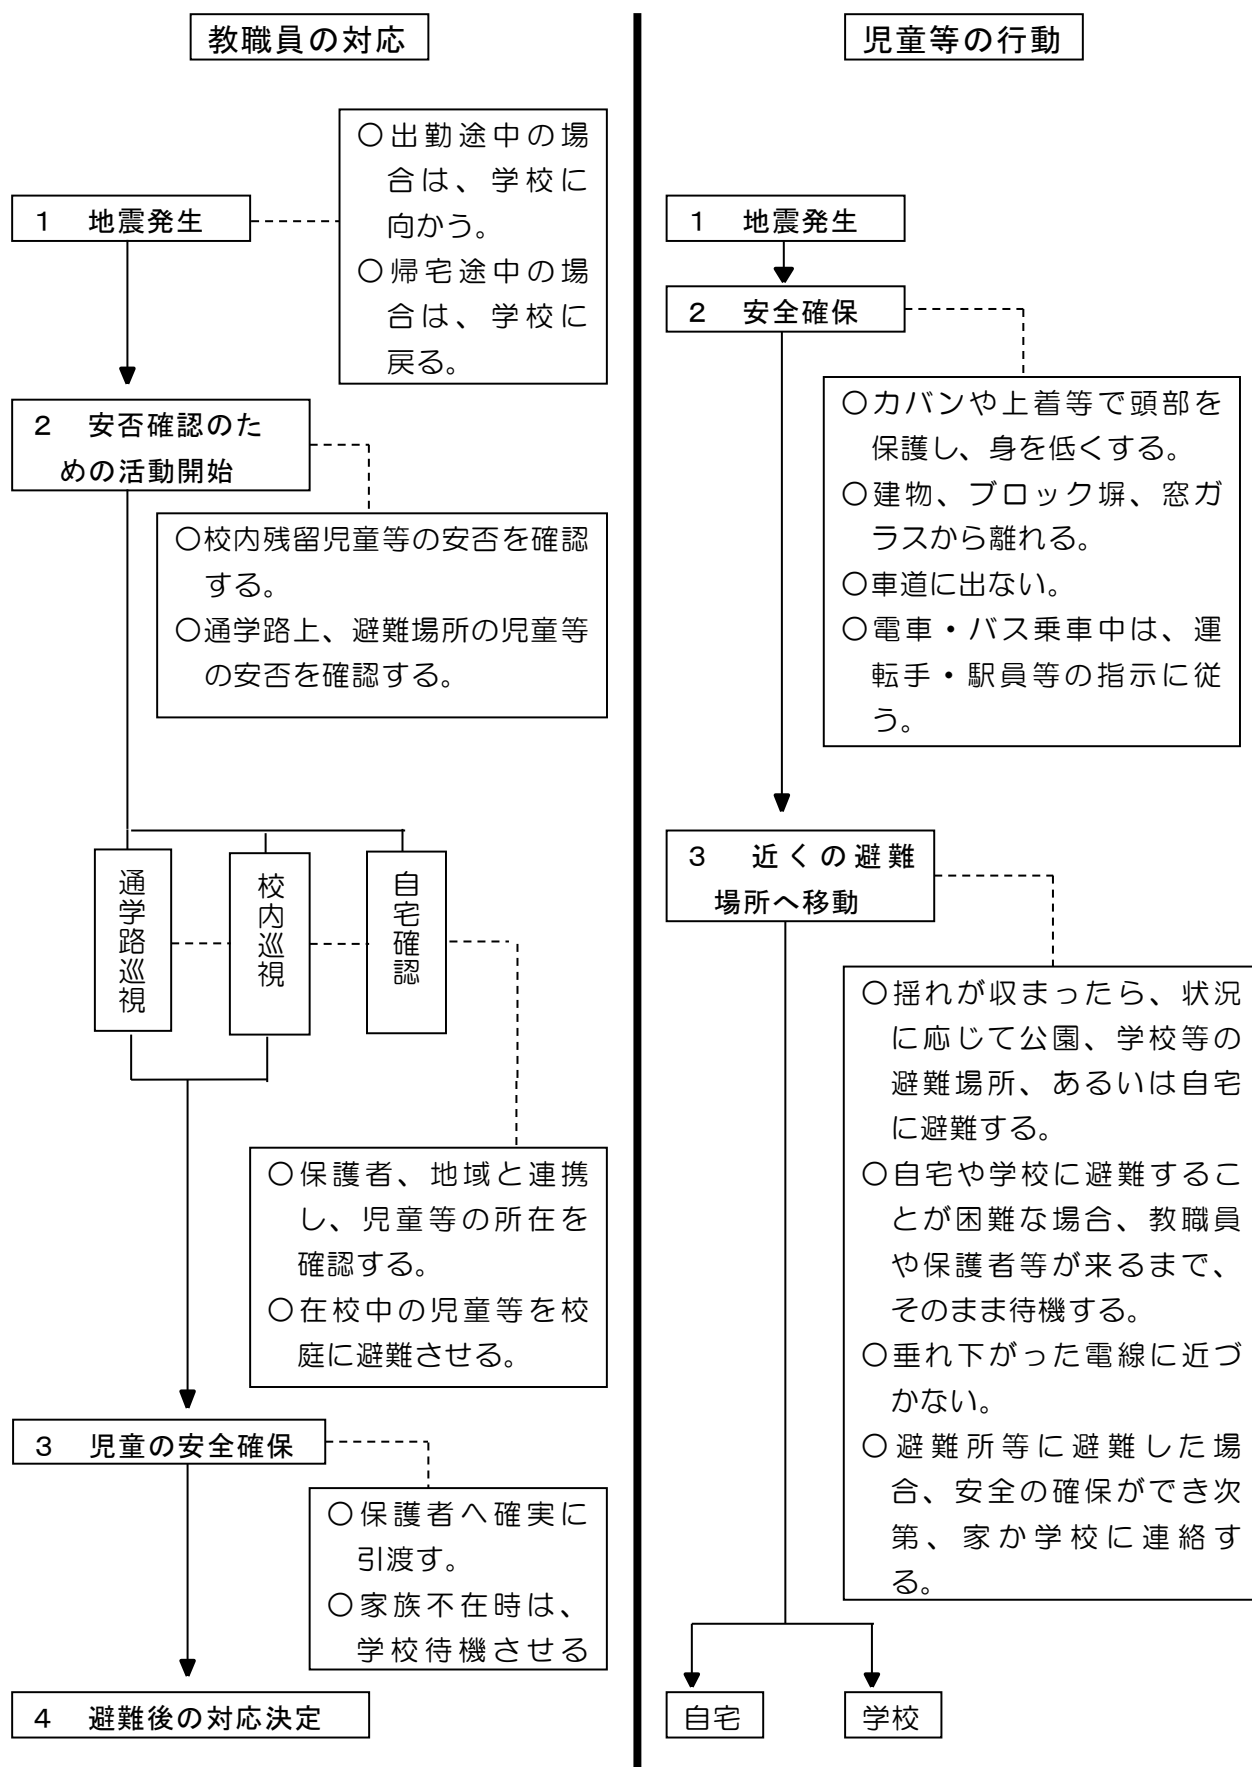 教職員の対応
○出勤途中の場
合は、学校に
向かう。
○帰宅途中の場
合は、学校に
戻る。
１ 地震発生
２ 安否確認のた
めの活動開始
○校内残留児童等の安否を確認
する。
○通学路上、避難場所の児童等
の安否を確認する。
通学路巡視
校内巡視
自宅確認
○保護者、地域と連携
し、児童等の所在を
確認する。
○在校中の児童等を校
庭に避難させる。
３ 児童の安全確保
○保護者へ確実に
引渡す。
○家族不在時は、
学校待機させる
４ 避難後の対応決定
児童等の行動
１ 地震発生
２ 安全確保
○カバンや上着等で頭部を
保護し、身を低くする。
○建物、ブロック塀、窓ガ
ラスから離れる。
○車道に出ない。
○電車・バス乗車中は、運
転手・駅員等の指示に従
う。
３ 近くの避難
場所へ移動
○揺れが収まったら、状況
に応じて公園、学校等の
避難場所、あるいは自宅
に避難する。
○自宅や学校に避難するこ
とが困難な場合、教職員
や保護者等が来るまで、
そのまま待機する。
○垂れ下がった電線に近づ
かない。
○避難所等に避難した場
合、安全の確保ができ次
第、家か学校に連絡す
る。
自宅
学校